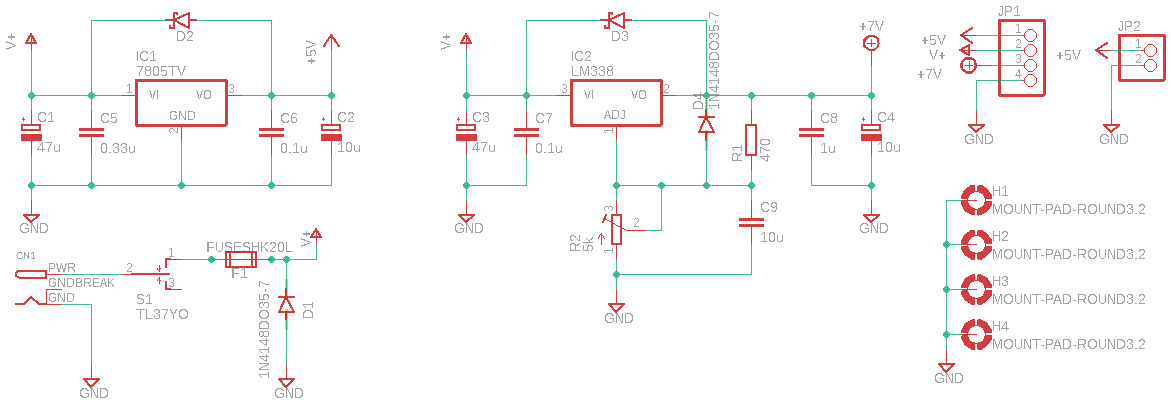 D2
V+
+5V
IC1
7805TV
1
VI
VO
3
GND
2
C1
47u
C5
0.33u
C6
0.1u
C2
10u
GND
D3
V+
1N4148DO35-7
+7V
IC2
LM338
3
VI
VO
2
ADJ
1
D4
C3
47u
C7
0.1u
R1
470
C8
1u
C4
10u
GND
GND
3
2
1
R2
5k
C9
10u
GND
JP1
+5V
V+
+7V
1
2
3
4
GND
JP2
+5V
1
2
GND
CN1
PWR
GNDBREAK
GND
2
1
3
S1
TL37YO
FUSESHK20L
F1
V+
1N4148DO35-7
D1
GND
GND
H1
MOUNT-PAD-ROUND3.2
H2
MOUNT-PAD-ROUND3.2
H3
MOUNT-PAD-ROUND3.2
H4
MOUNT-PAD-ROUND3.2
GND